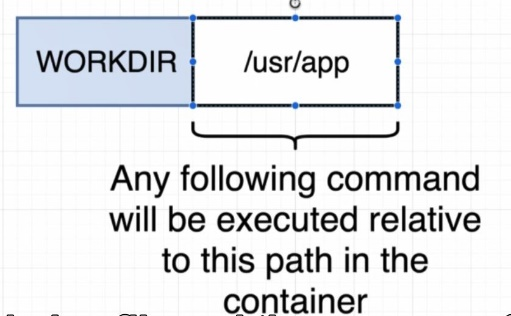 WORKDIR /usr/app
Any following command
will be executed relative
to this path in the
container